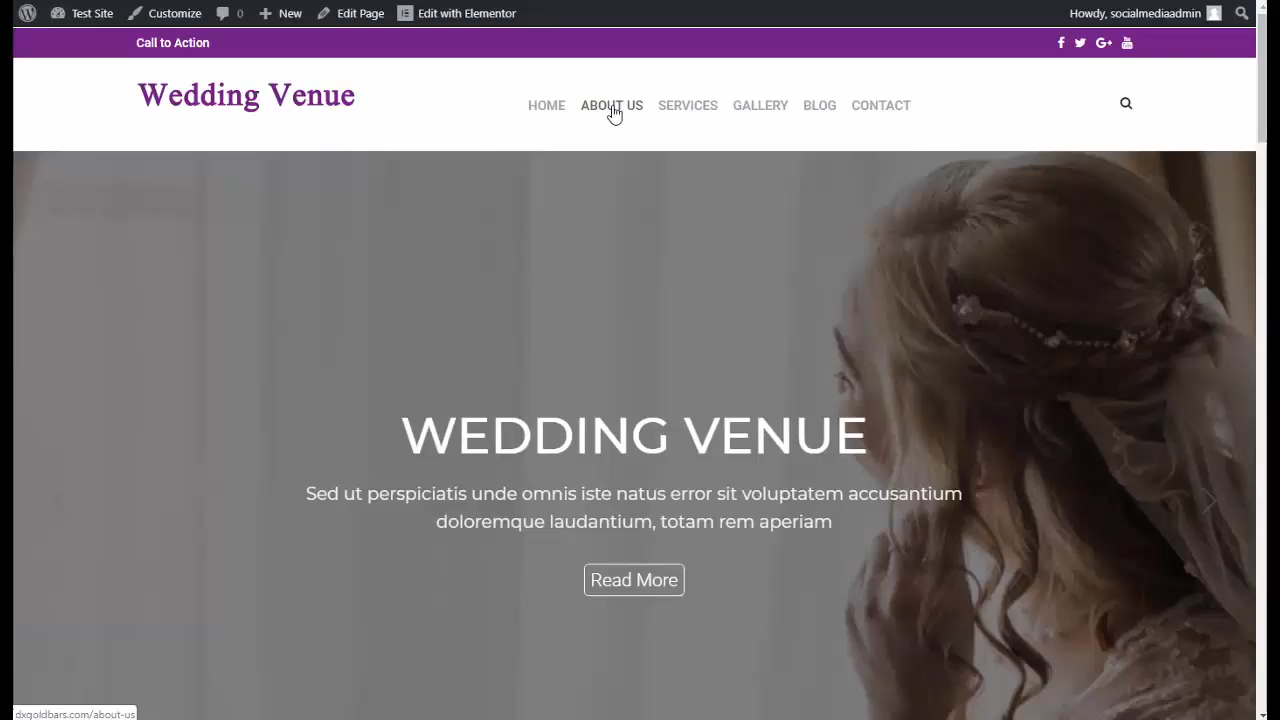 Test Site Customize 0 New Edit Page Edit with Elementor Howdy, socialmediaadmin
Call to Action
Wedding Venue
HOME ABOUT US SERVICES GALLERY BLOG CONTACT
WEDDING VENUE
Sed ut perspiciatis unde omnis iste natus error sit voluptatem accusantium
doloremque laudantium, totam rem aperiam
Read More
dxgoldbars.com/about-us